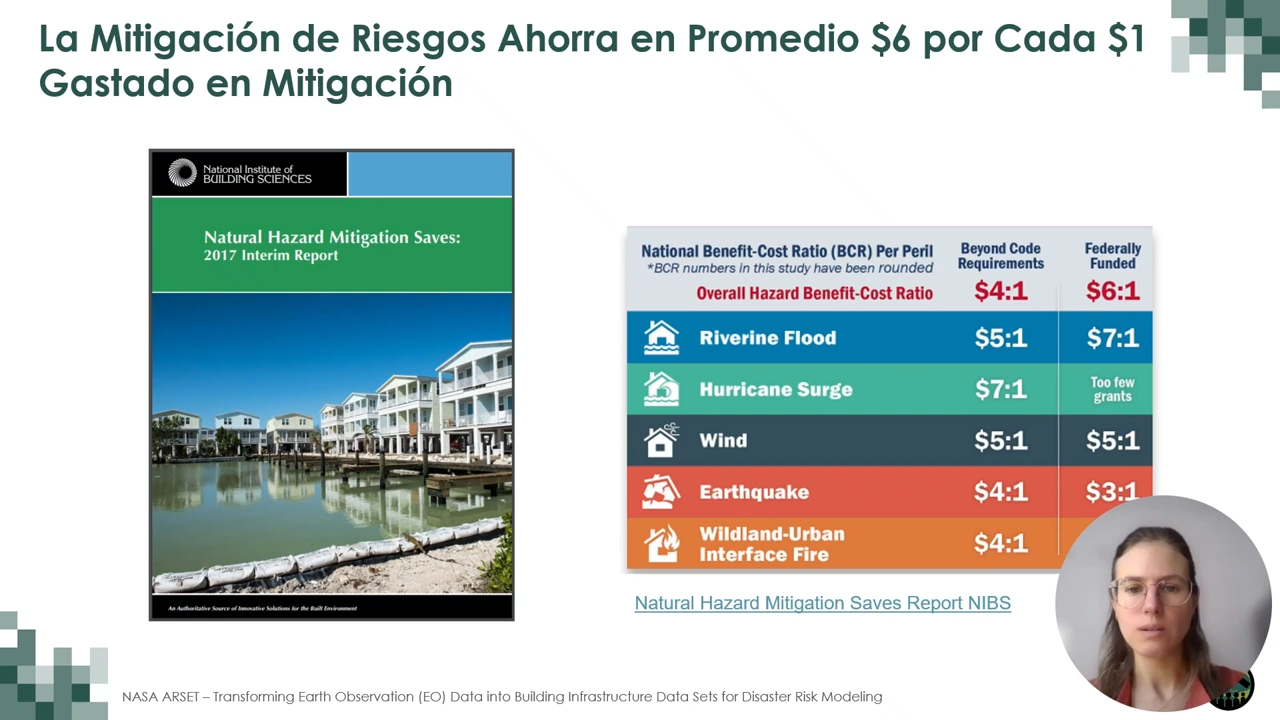 La Mitigación de Riesgos Ahorra en Promedio $6 por Cada $1
Gastado en Mitigación
National Institute of
BUILDING SCIENCES
Natural Hazard Mitigation Saves:
2017 Interim Report
An Authoritative Source of Innovative Solutions for the Built Environment
National Benefit-Cost Ratio (BCR) Per Peril
*BCR numbers in this study have been rounded
Beyond Code
Requirements
Federally
Funded
Overall Hazard Benefit-Cost Ratio
$4:1
$6:1
Riverine Flood
$5:1
$7:1
Hurricane Surge
$7:1
Too few
grants
Wind
$5:1
$5:1
Earthquake
$4:1
$3:1
Wildland-Urban
Interface Fire
$4:1
Natural Hazard Mitigation Saves Report NIBS
NASA ARSET – Transforming Earth Observation (EO) Data into Building Infrastructure Data Sets for Disaster Risk Modeling